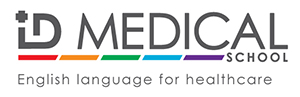 iD MEDICAL
SCHOOL
English language for healthcare